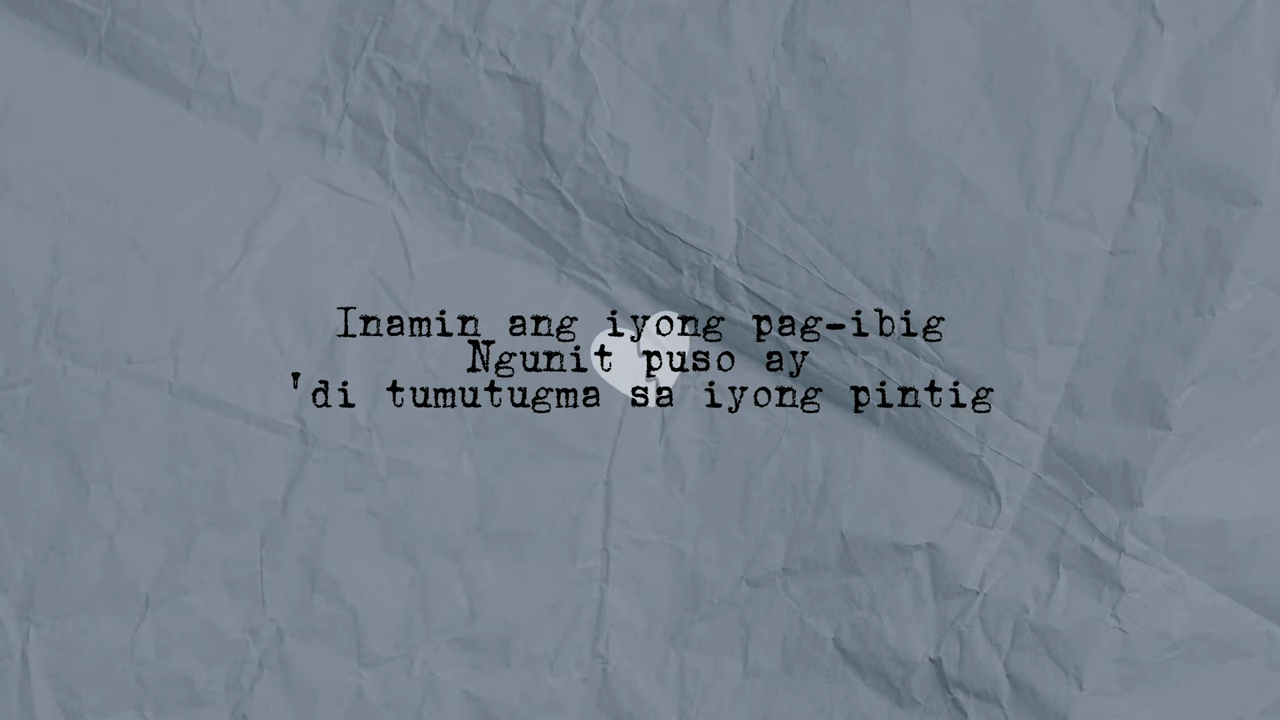 Inamin ang iyong pag-ibig
Ngunit puso ay
'di tumutugma sa iyong pintig